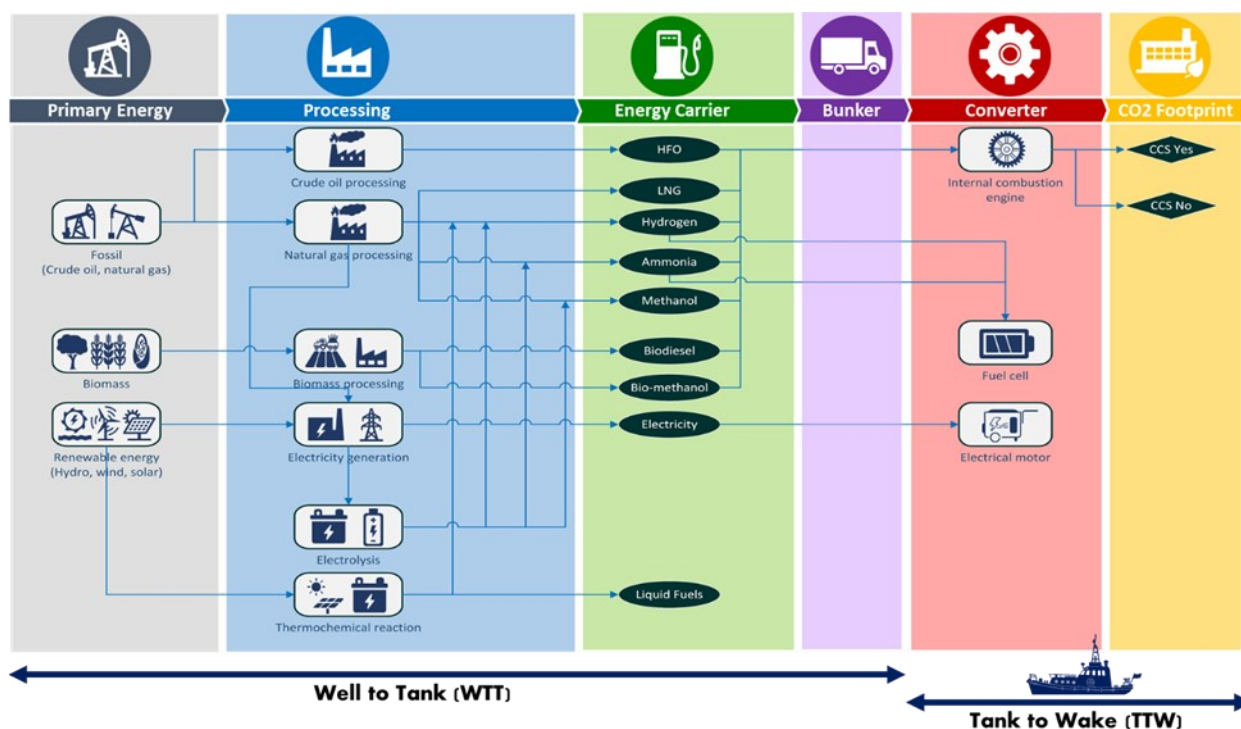 Primary Energy
Processing
Energy Carrier
Bunker
Converter
CO2 Footprint
Crude oil processing
HFO
Internal combustion
engine
CCS Yes
LNG
CCS No
Fossil
(Crude oil, natural gas)
Natural gas processing
Hydrogen
Ammonia
Methanol
Biomass
Biomass processing
Biodiesel
Fuel cell
Bio-methanol
Renewable energy
(Hydro, wind, solar)
Electricity generation
Electricity
Electrical motor
Electrolysis
Thermochemical reaction
Liquid Fuels
Well to Tank (WTT)
Tank to Wake (TTW)